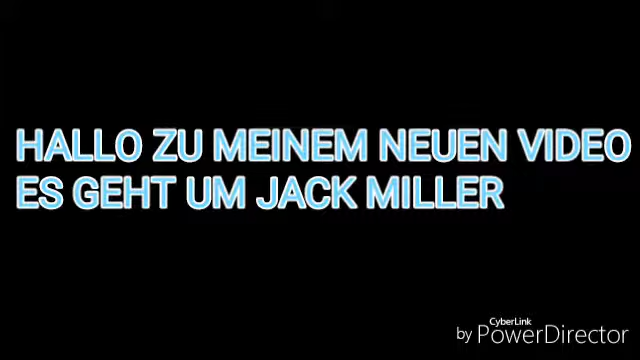 HALLO ZU MEINEM NEUEN VIDEO
ES GEHT UM JACK MILLER
CyberLink
by PowerDirector